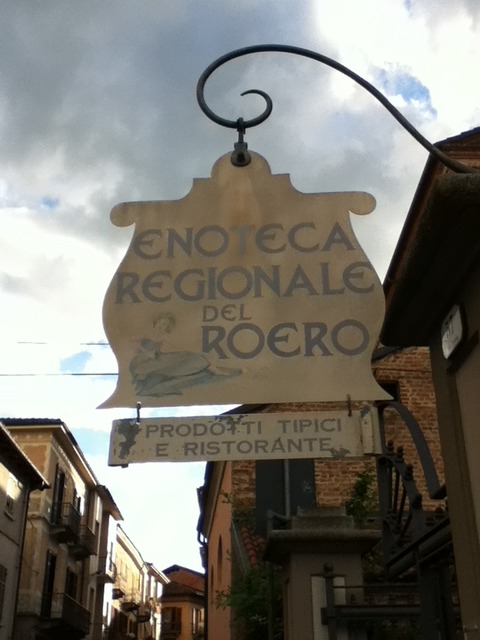 ENOTECA
REGIONALE
DEL
ROERO
PRODOTTI TIPICI
E RISTORANTE